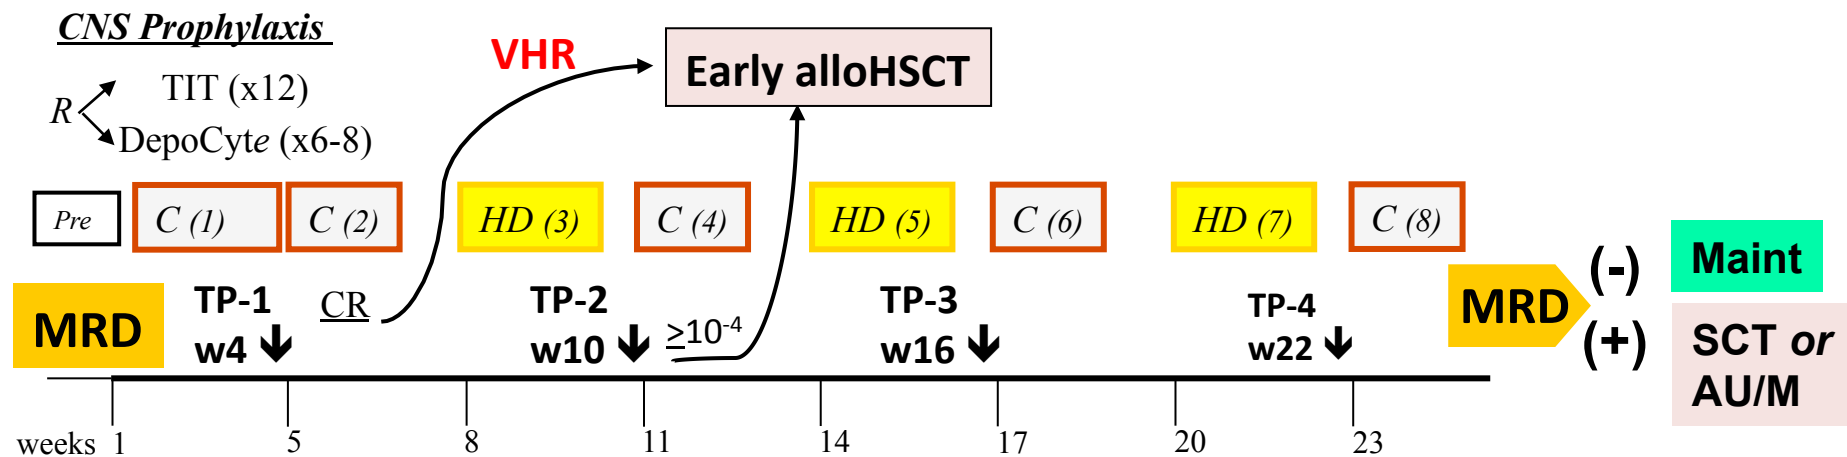 CNS Prophylaxis
VHR
Early alloHSCT
TIT (x12)
R
DepoCyte (x6-8)
Pre
C (1)
C (2)
HD (3)
C (4)
HD (5)
C (6)
HD (7)
C (8)
MRD
TP-1
w4
CR
TP-2
w10
≥10-4
TP-3
w16
TP-4
w22
MRD
(-)
Maint
(+)
SCT or
AU/M
weeks 1 5 8 11 14 17 20 23